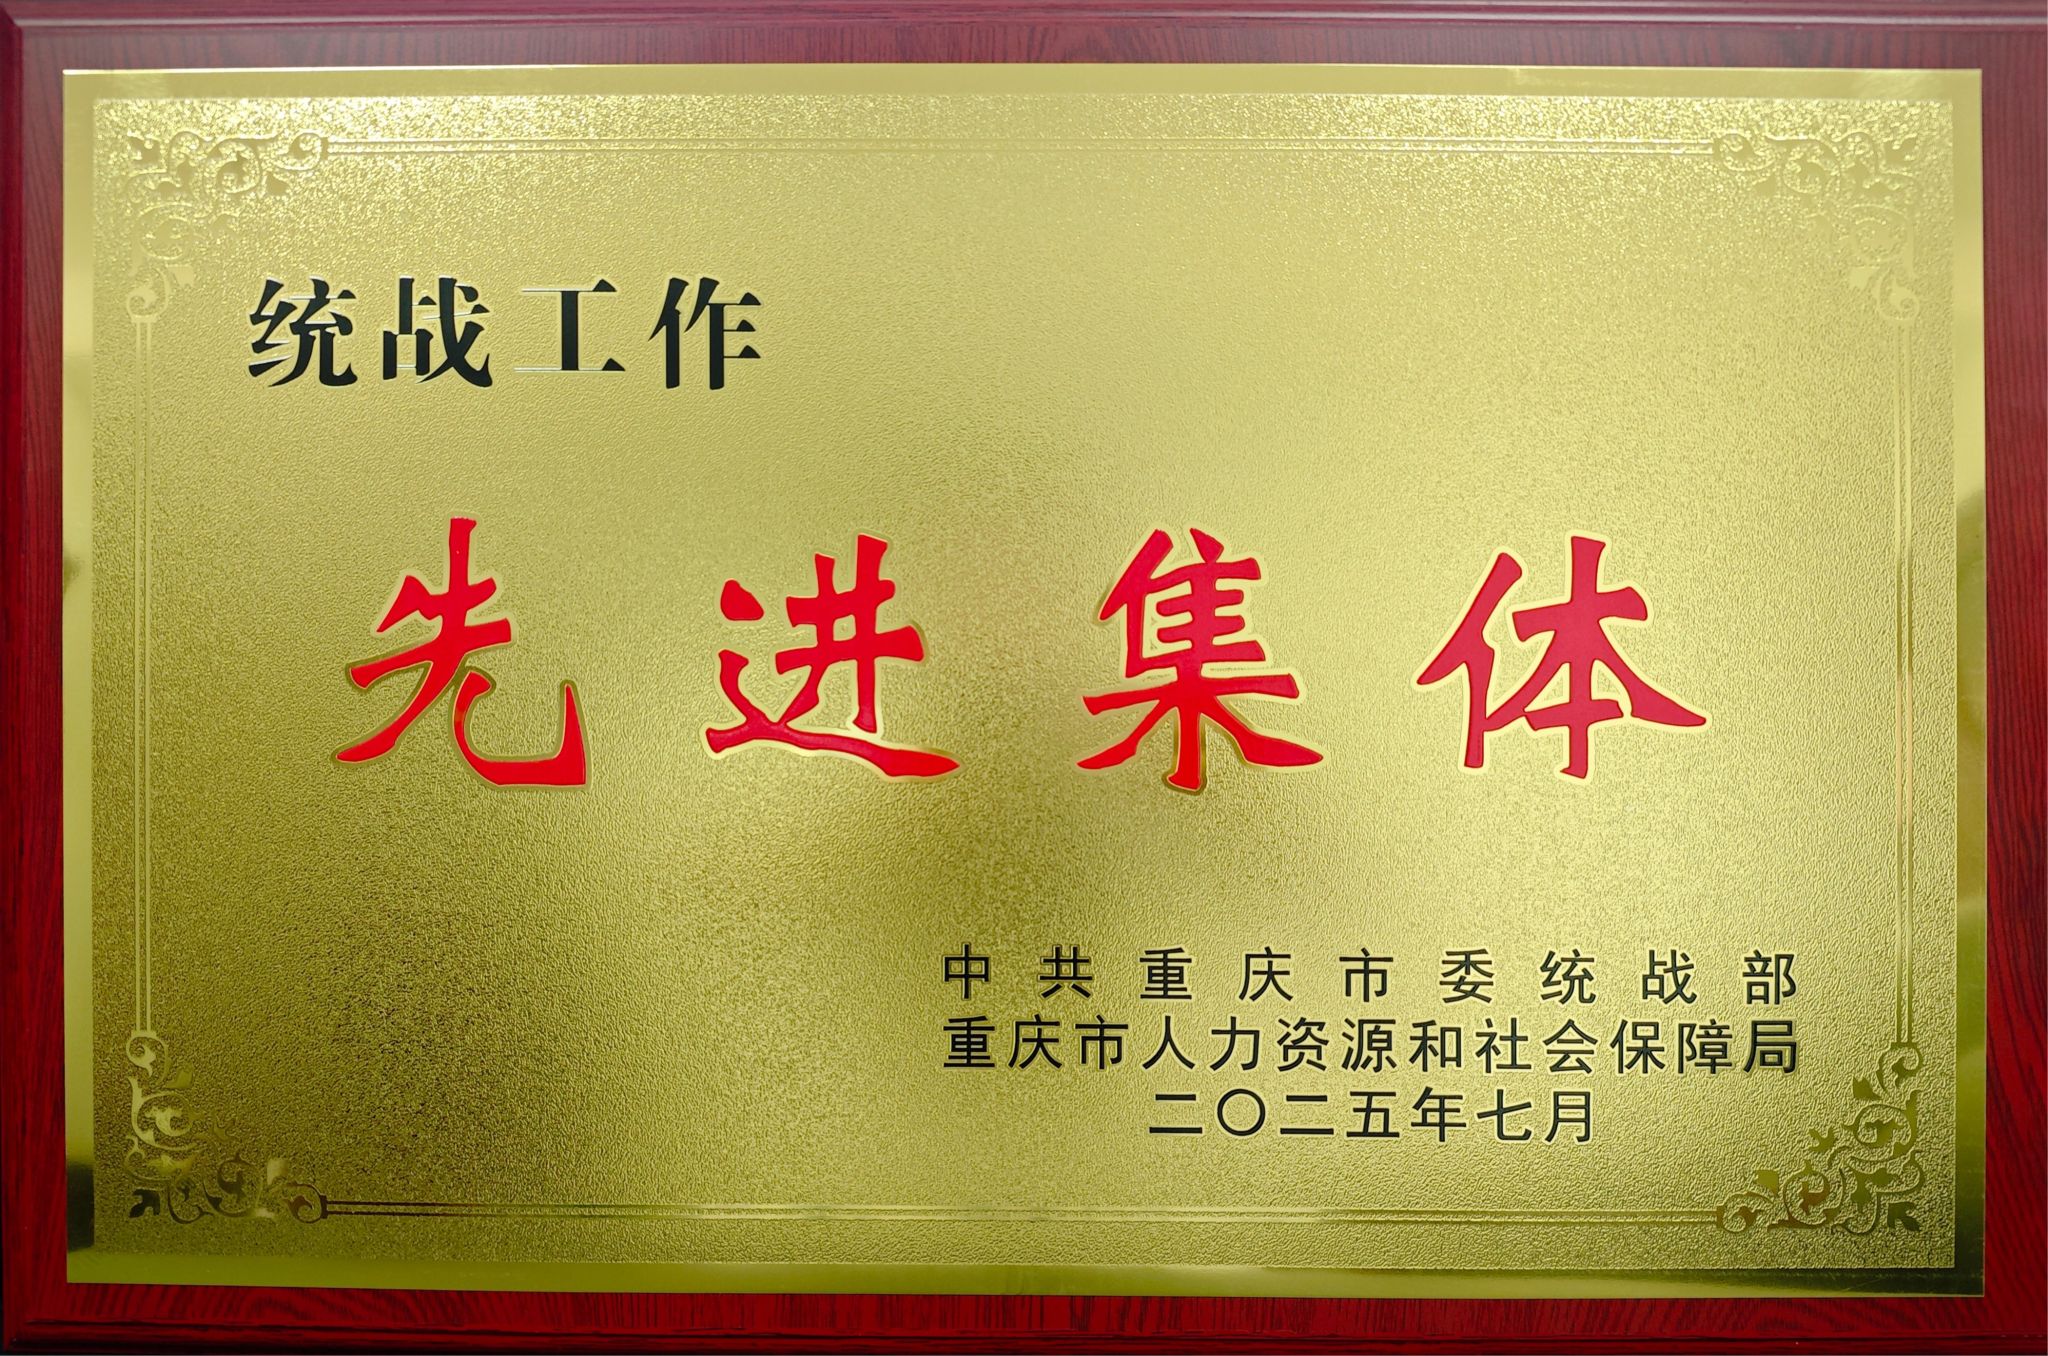 统战工作
先进集体
中共重庆市委统战部
重庆市人力资源和社会保障局
二〇二五年七月